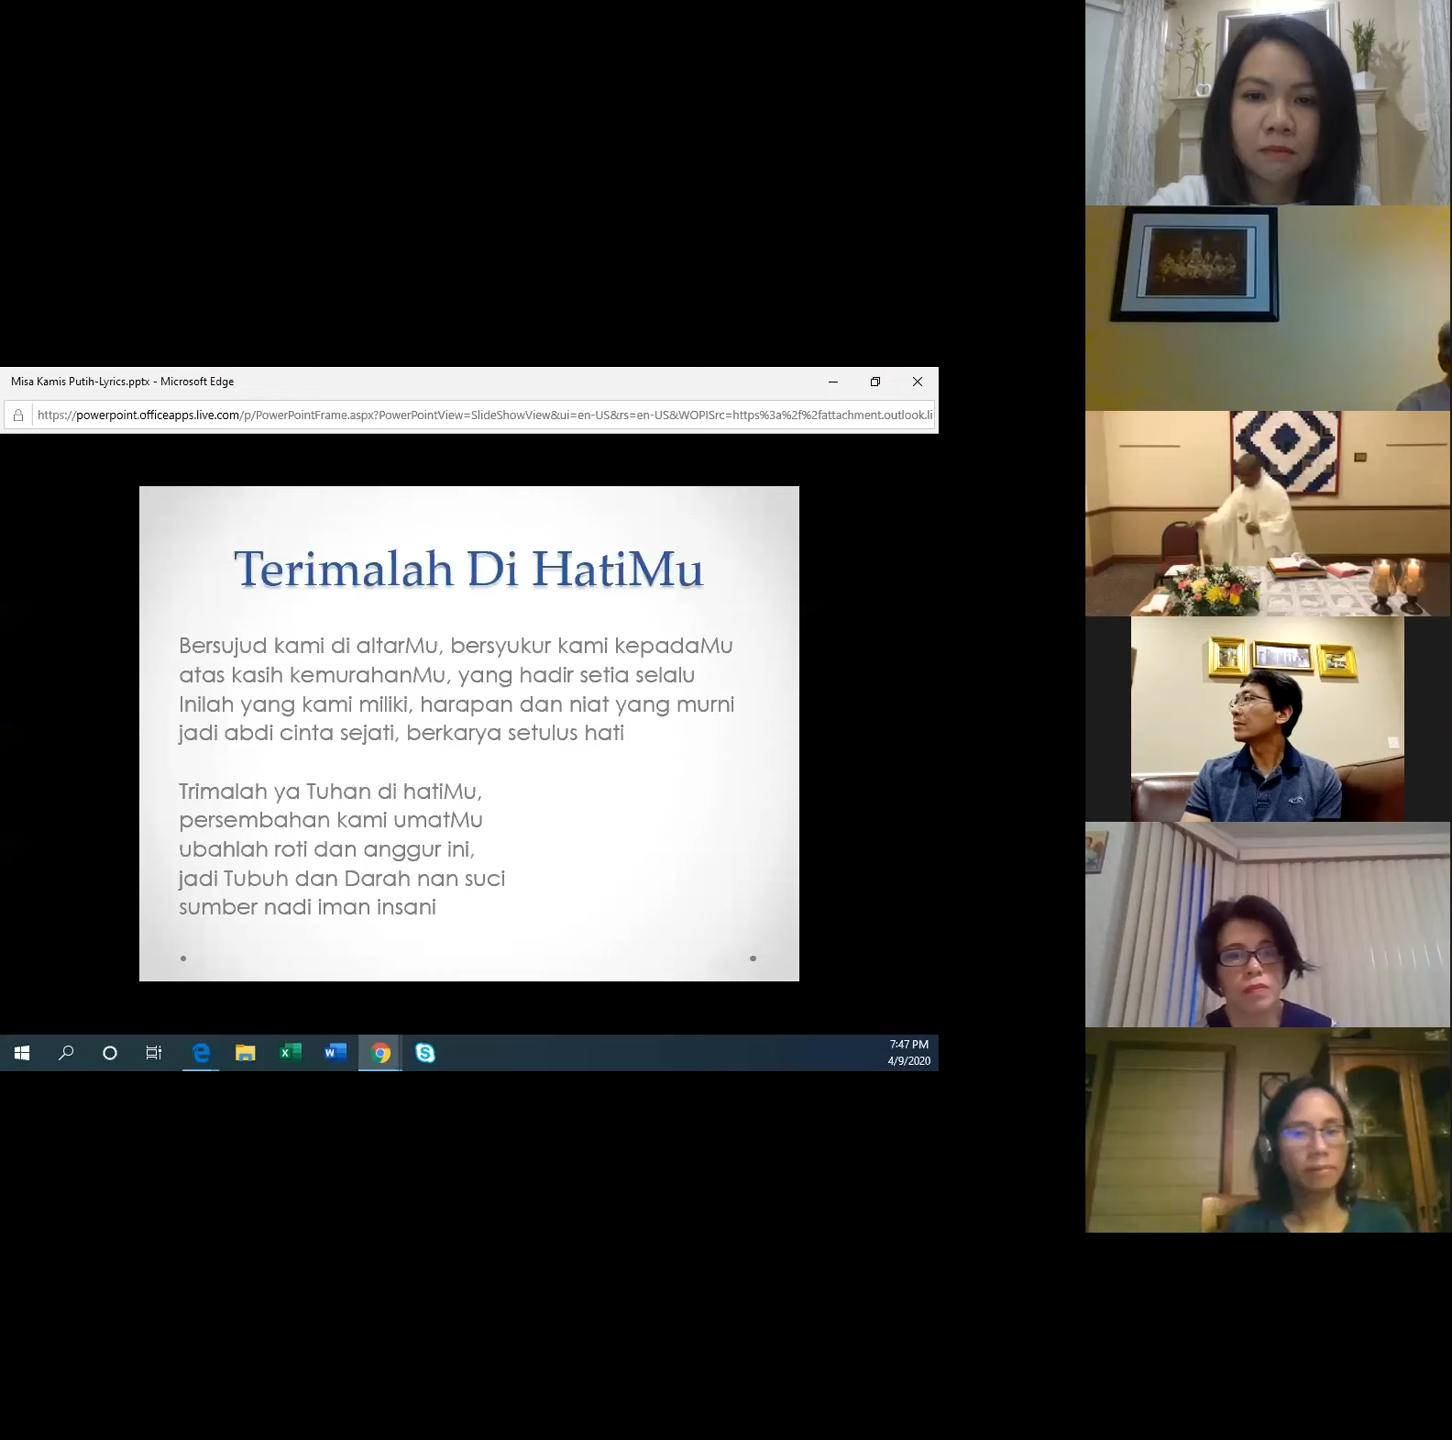 Misa Kamis Putih-Lyrics.pptx - Microsoft Edge
https://powerpoint.officeapps.live.com/p/PowerPointFrame.aspx?PowerPointView=SlideShowView&ui=en-US&rs=en-US&WOPISrc=https%3a%2f%2fattachment.outlook.li
Terimalah Di HatiMu
Bersujud kami di altarMu, bersyukur kami kepadaMu
atas kasih kemurahanMu, yang hadir setia selalu
Inilah yang kami miliki, harapan dan niat yang murni
jadi abdi cinta sejati, berkarya setulus hati
Trimalah ya Tuhan di hatiMu,
persembahan kami umatMu
ubahlah roti dan anggur ini,
jadi Tubuh dan Darah nan suci
sumber nadi iman insani
7:47 PM
4/9/2020